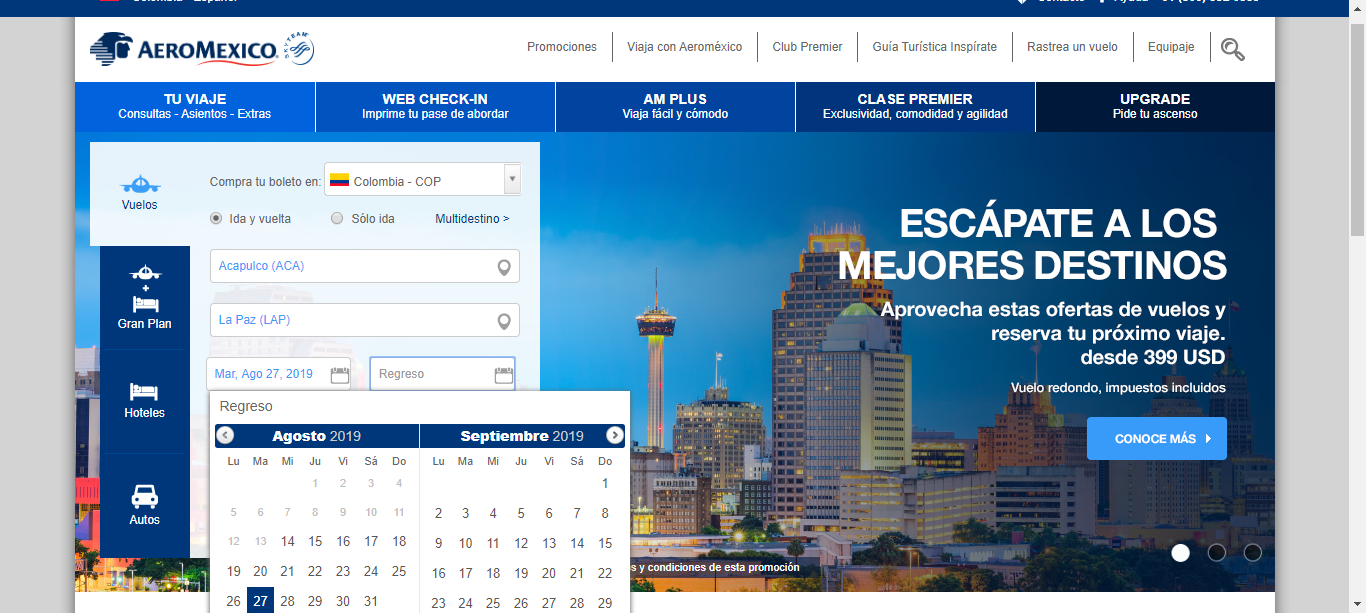 AEROMEXICO. SKYTEAM
Promociones
Viaja con Aeroméxico
Club Premier
Guía Turística Inspírate
Rastrea un vuelo
Equipaje
TU VIAJE
Consultas - Asientos - Extras
WEB CHECK-IN
Imprime tu pase de abordar
AM PLUS
Viaja fácil y cómodo
CLASE PREMIER
Exclusividad, comodidad y agilidad
UPGRADE
Pide tu ascenso
Vuelos
+
Gran Plan
Hoteles
Autos
Compra tu boleto en: Colombia - COP
Ida y vuelta Sólo ida Multidestino >
Acapulco (ACA)
La Paz (LAP)
Mar, Ago 27, 2019 Regreso
Regreso
Agosto 2019
Lu Ma Mi Ju Vi Sá Do
1 2 3 4
5 6 7 8 9 10 11
12 13 14 15 16 17 18
19 20 21 22 23 24 25
26 27 28 29 30 31
Septiembre 2019
Lu Ma Mi Ju Vi Sá Do
1
2 3 4 5 6 7 8
9 10 11 12 13 14 15
16 17 18 19 20 21 22
23 24 25 26 27 28 29
ESCÁPATE A LOS
MEJORES DESTINOS
Aprovecha estas ofertas de vuelos y
reserva tu próximo viaje.
desde 399 USD
Vuelo redondo, impuestos incluidos
CONOCE MÁS
s y condiciones de esta promoción